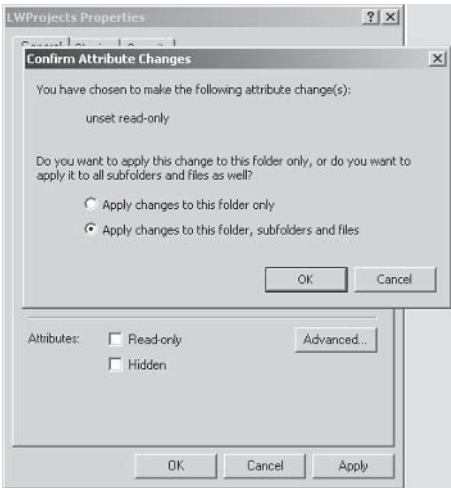 LWProjects Properties
Confirm Attribute Changes
You have chosen to make the following attribute change(s):
unset read-only
Do you want to apply this change to this folder only, or do you want to
apply it to all subfolders and files as well?
Apply changes to this folder only
Apply changes to this folder, subfolders and files
OK Cancel
Attributes: Read-only Advanced...
Hidden
OK Cancel Apply